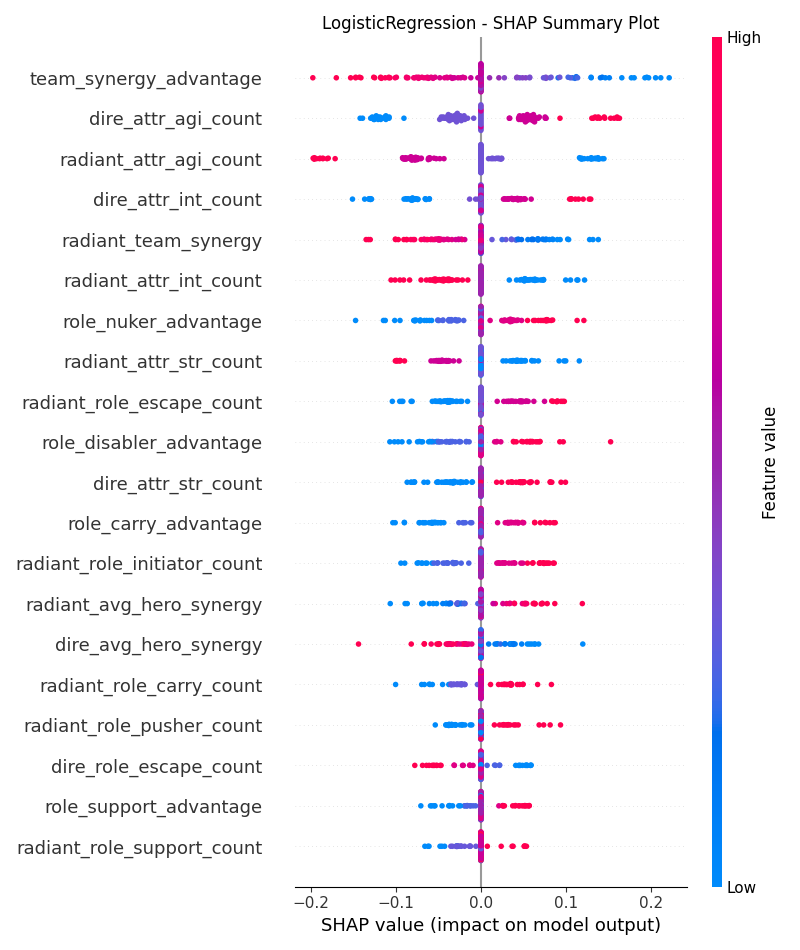 LogisticRegression - SHAP Summary Plot
High
team_synergy_advantage
dire_attr_agi_count
radiant_attr_agi_count
dire_attr_int_count
radiant_team_synergy
radiant_attr_int_count
role_nuker_advantage
radiant_attr_str_count
radiant_role_escape_count
role_disabler_advantage
dire_attr_str_count
role_carry_advantage
radiant_role_initiator_count
radiant_avg_hero_synergy
dire_avg_hero_synergy
radiant_role_carry_count
radiant_role_pusher_count
dire_role_escape_count
role_support_advantage
radiant_role_support_count
Feature value
Low
−0.2 −0.1 0.0 0.1 0.2
SHAP value (impact on model output)